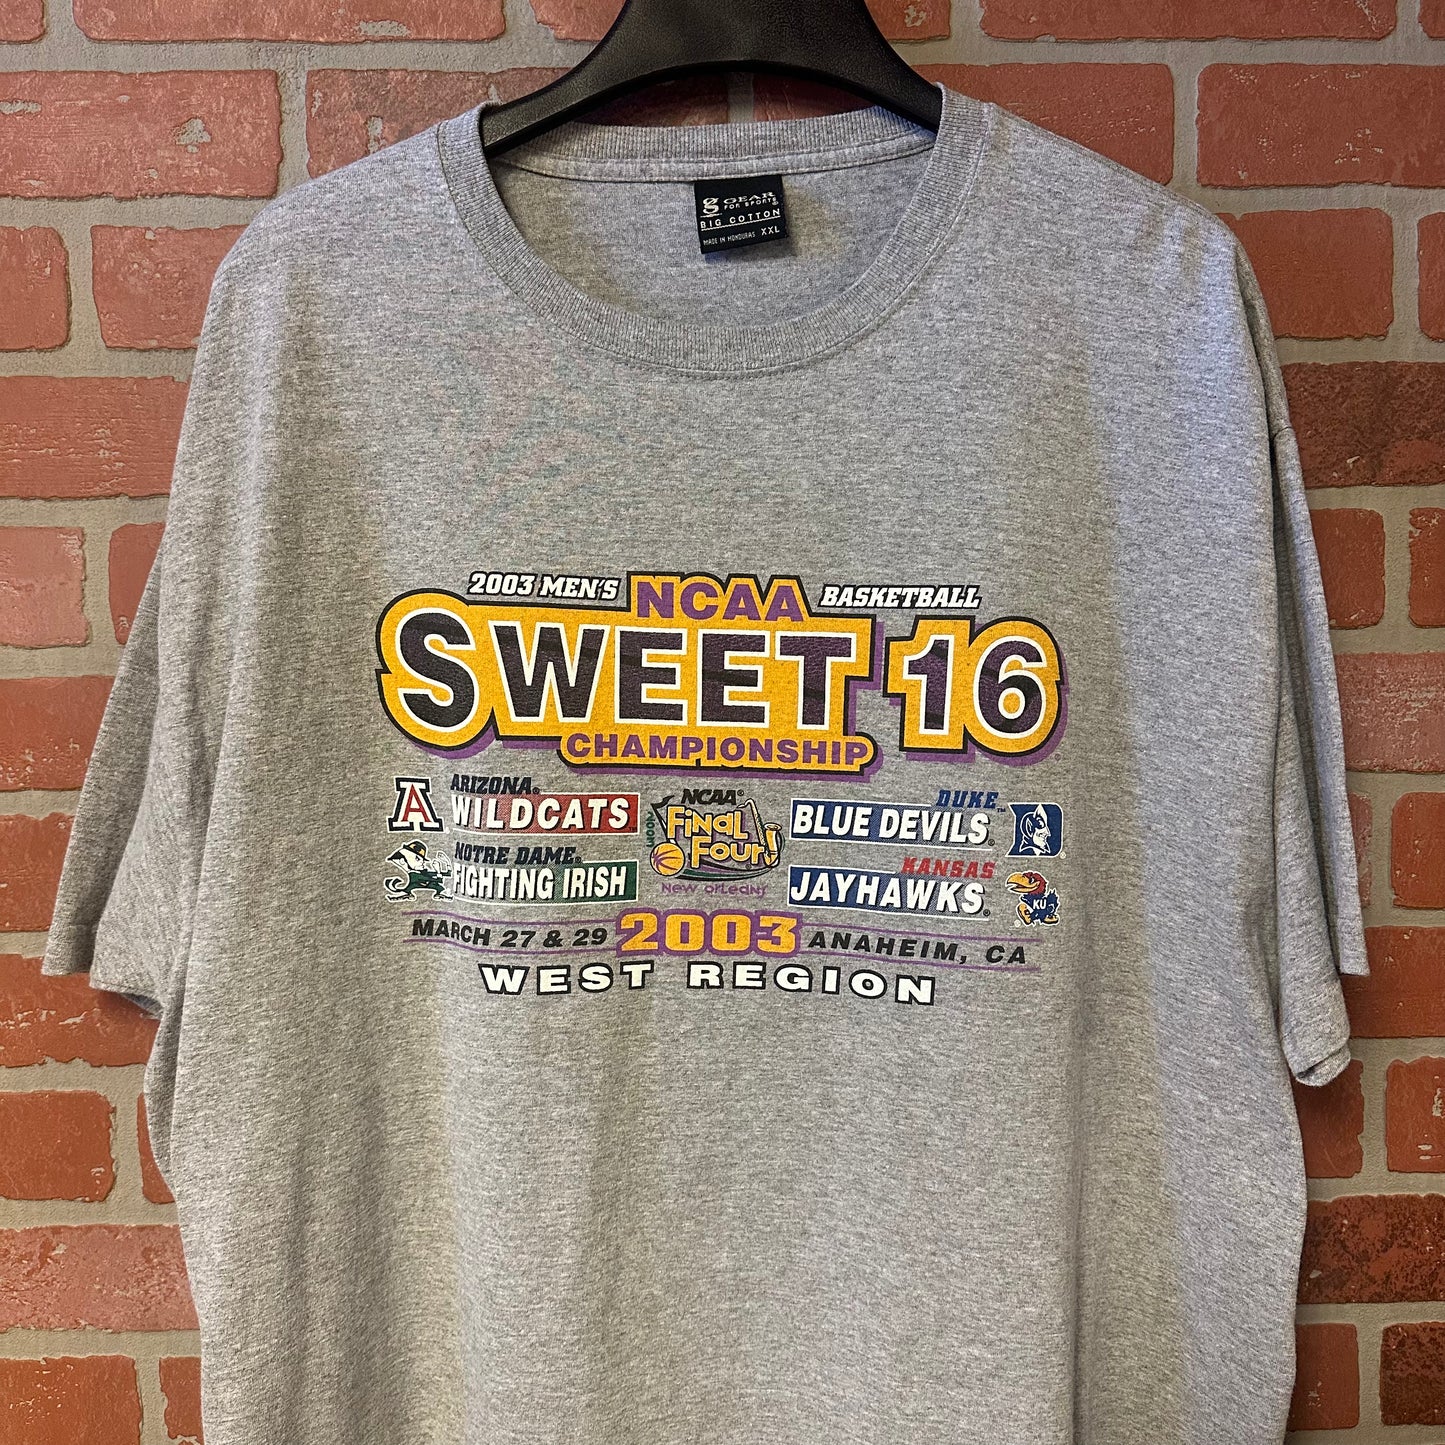 GEAR
FOR SPORTS®
BIG COTTON
MADE IN HONDURAS XXL
2003 MEN'S NCAA BASKETBALL
SWEET 16
CHAMPIONSHIP
ARIZONA®
WILDCATS
NOTRE DAME®
FIGHTING IRISH
NCAA®
2003
FiNaL
FouR
New ORLeaNS
DUKE™
BLUE DEVILS®
KANSAS
JAYHAWKS®
KU
MARCH 27 & 29 2003 ANAHEIM, CA
WEST REGION